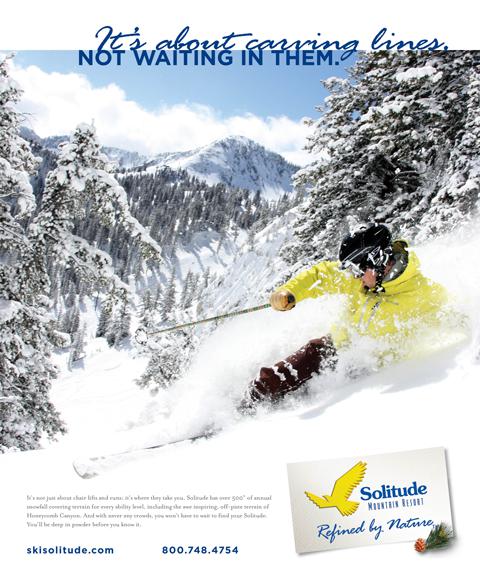 It's about carving lines.
NOT WAITING IN THEM.
It's not just about chair lifts and runs; it's where they take you. Solitude has over 500" of annual
snowfall covering terrain for every ability level, including the awe inspiring, off-piste terrain of
Honeycomb Canyon. And with never any crowds, you won't have to wait to find your Solitude.
You'll be deep in powder before you know it.
skisolitude.com 800.748.4754
Solitude
MOUNTAIN RESORT
Refined by Nature